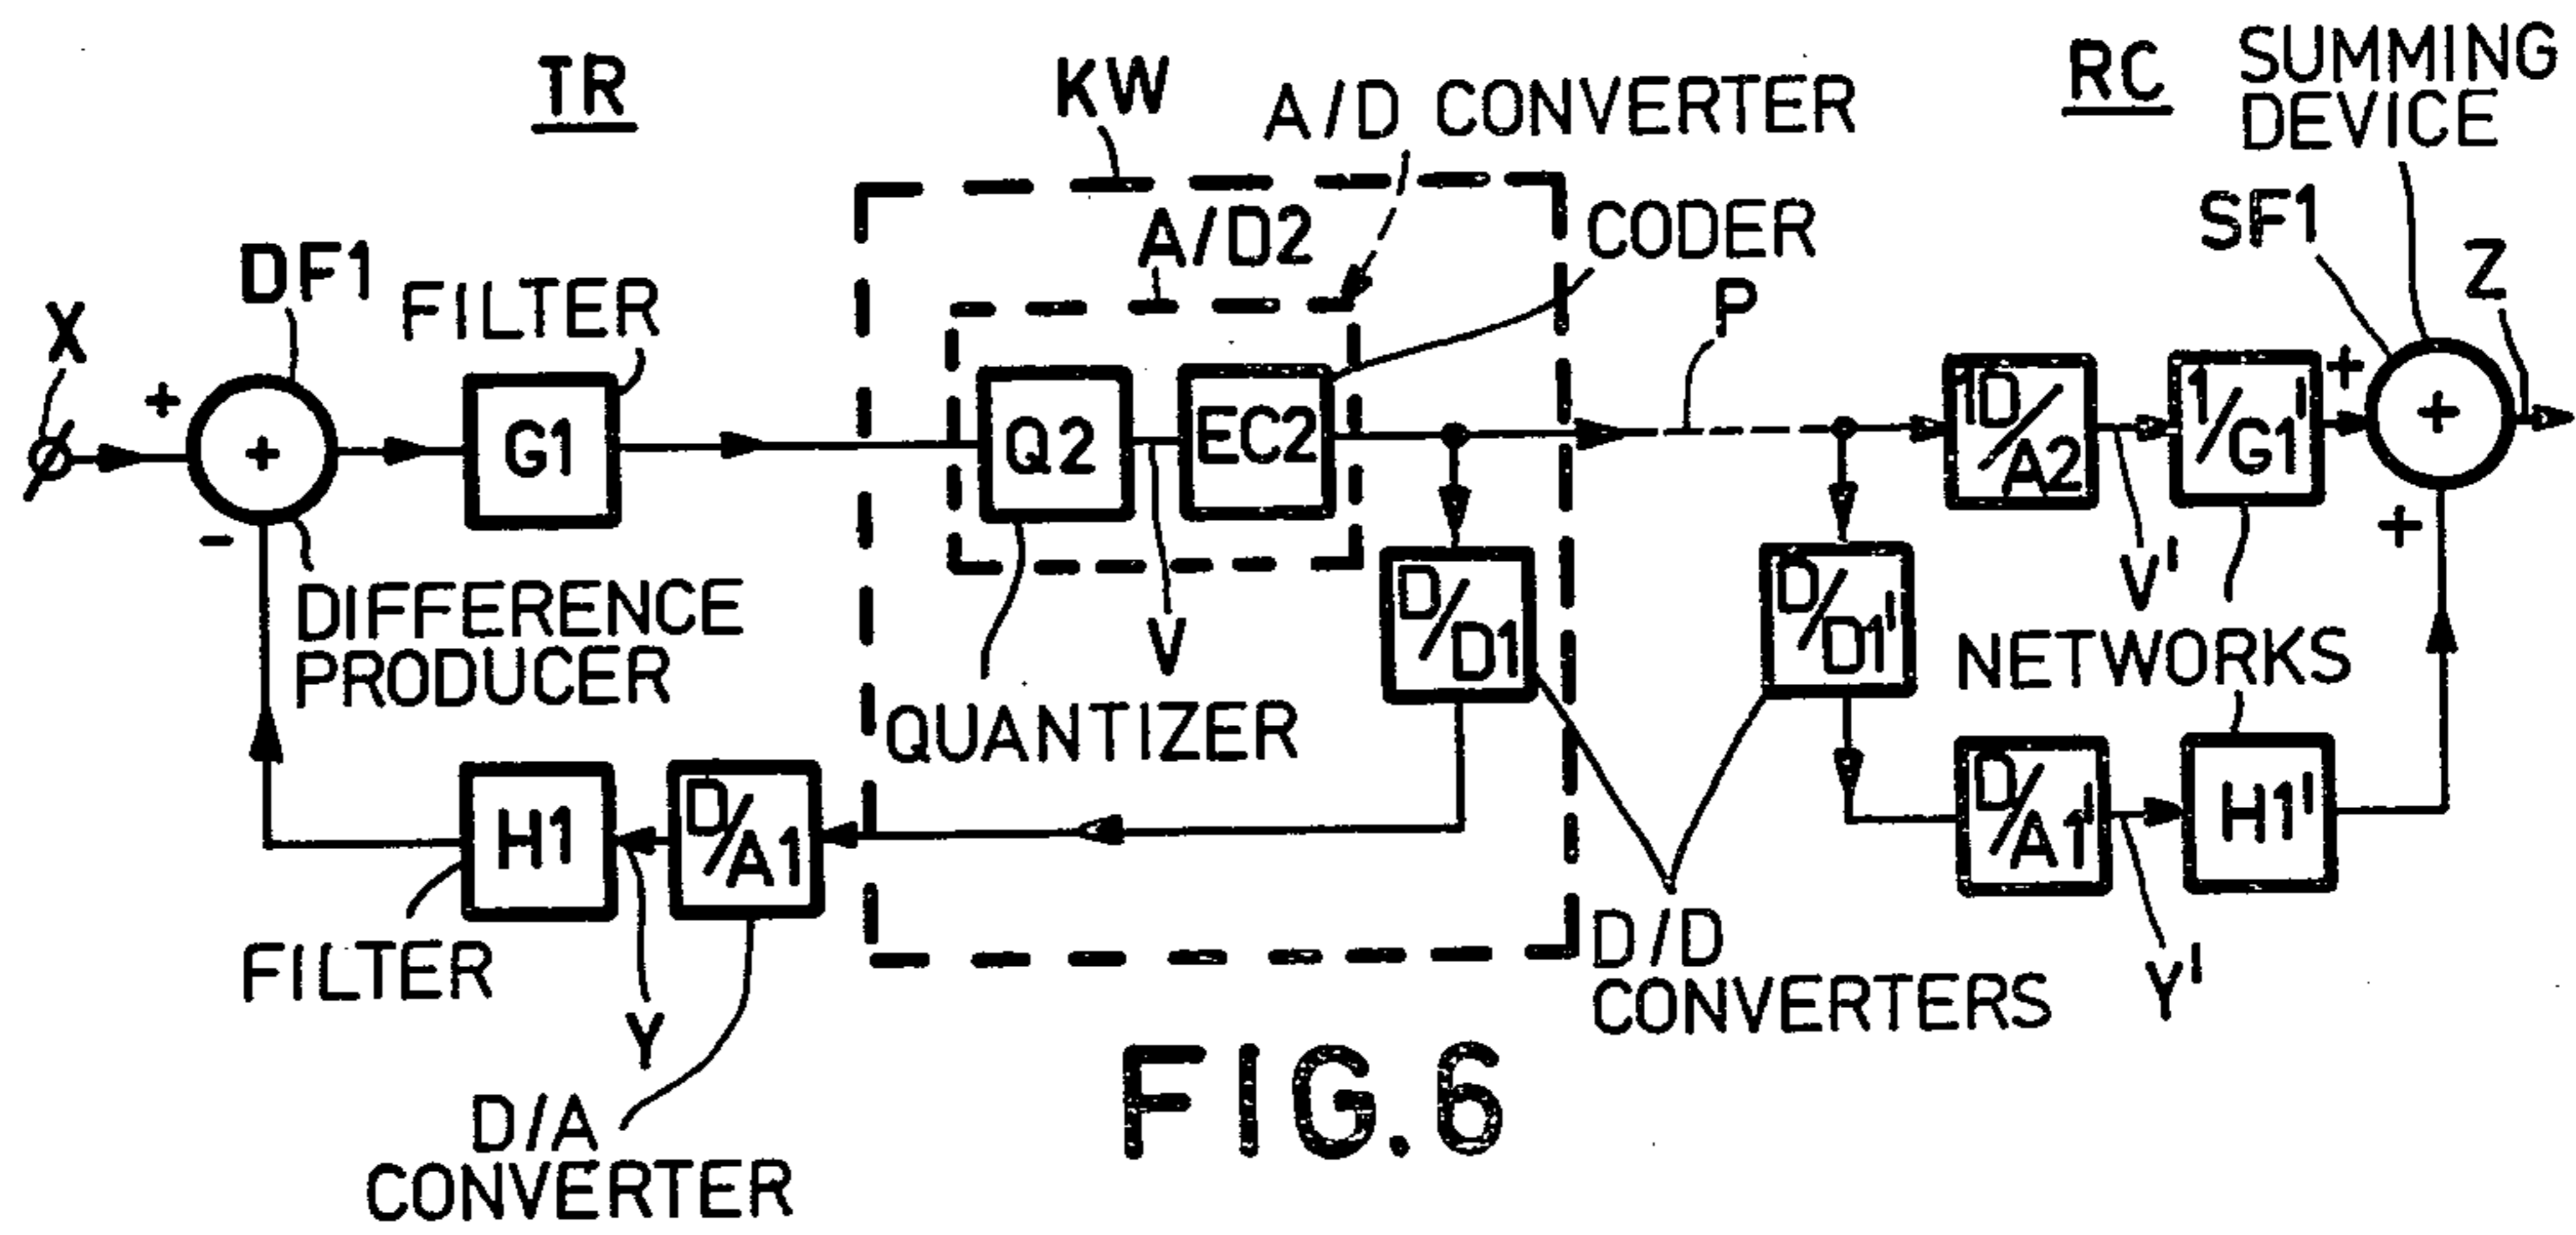 TR
KW
A/D CONVERTER
RC
SUMMING
DEVICE
A/D2
CODER
SF1
Z
X
DF1
FILTER
P
+
+
G1
Q2
EC2
1D/A2
1/G1'
+
+
-
+
DIFFERENCE
PRODUCER
V
D/D1
D/D1'
V'
NETWORKS
QUANTIZER
H1
D/A1
D/A1'
H1'
FILTER
Y
D/D
CONVERTERS
Y'
D/A
CONVERTER
FIG.6